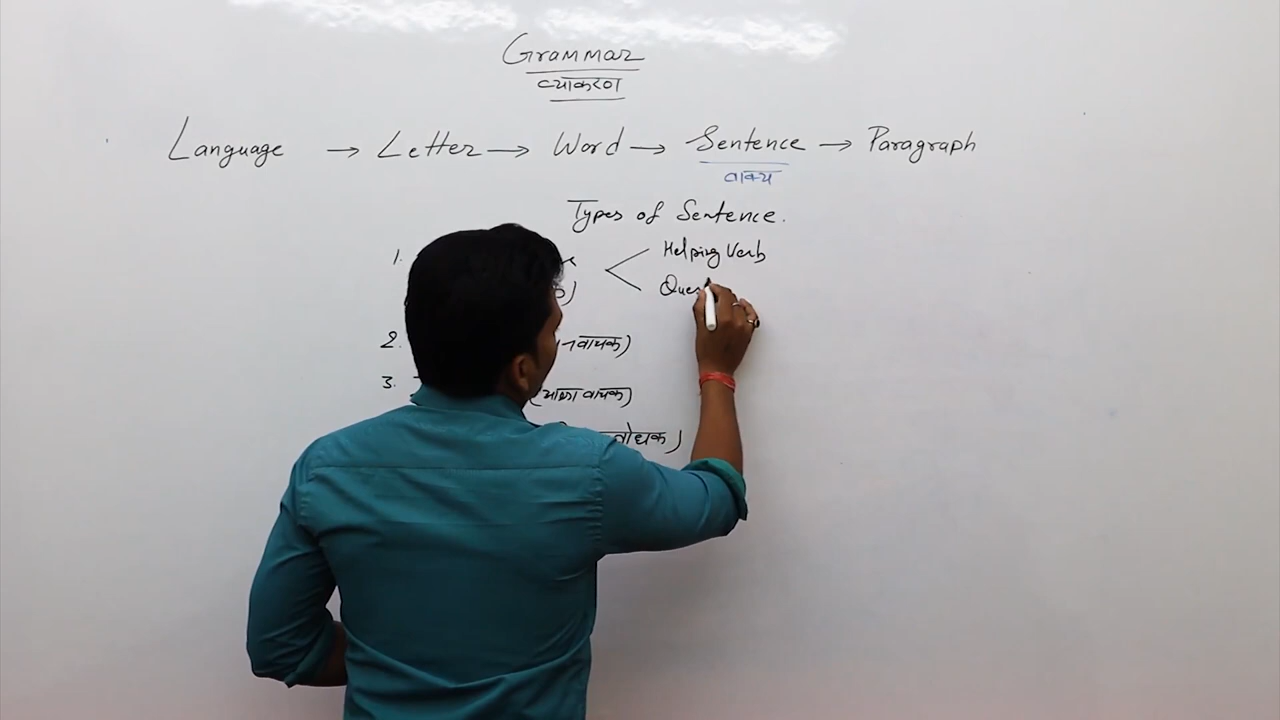 Grammar
व्याकरण
Language → Letter → Word → Sentence → Paragraph
वाक्य
Types of Sentence.
1.
Helping Verb
2. वाचक)
3. (आज्ञा वाचक)
बोधक)